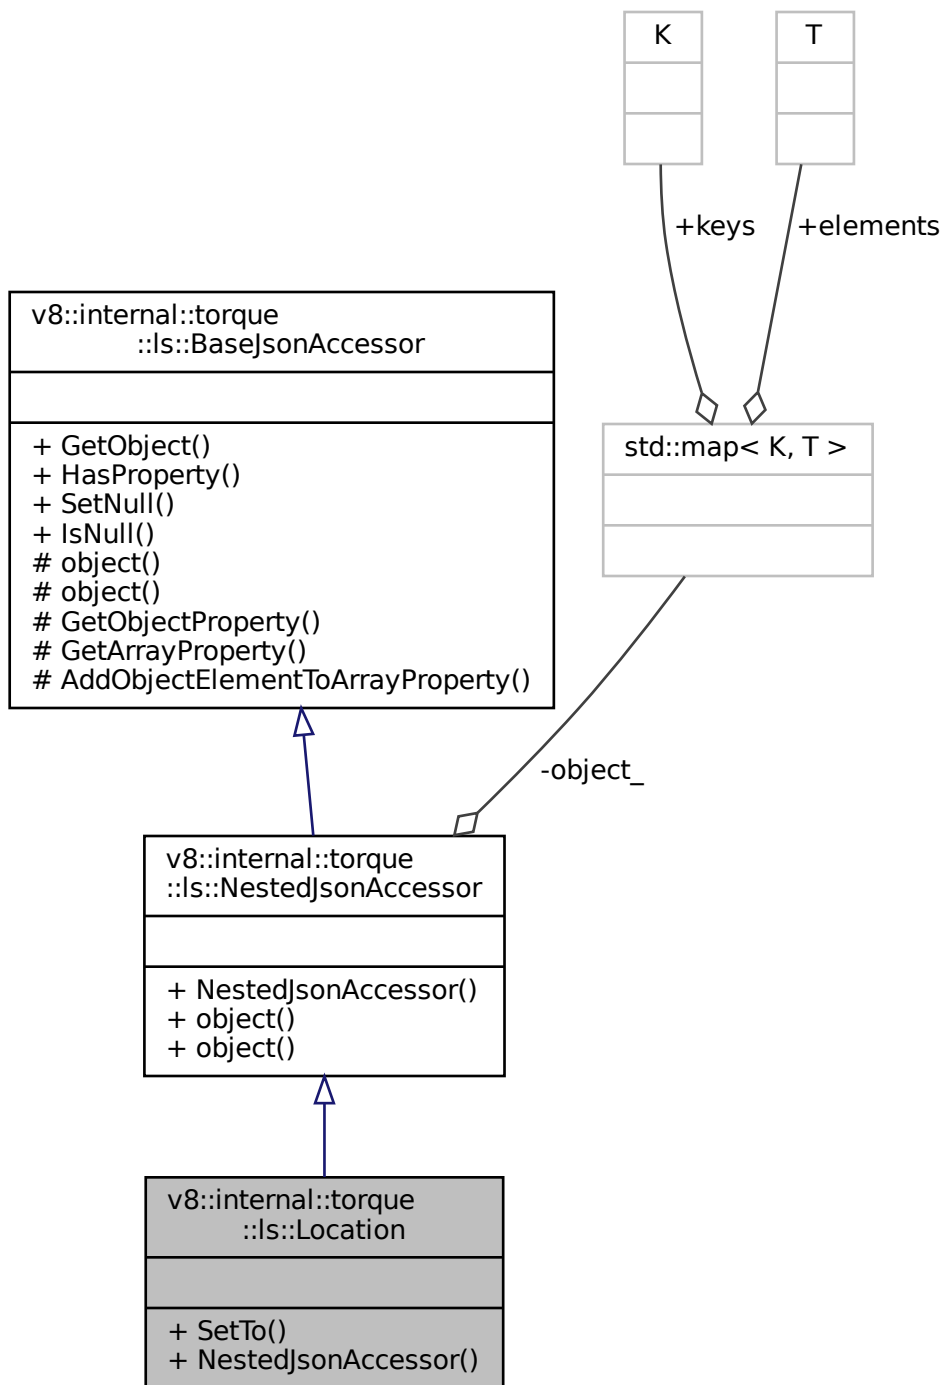 K
T
+keys
+elements
v8::internal::torque
::ls::BaseJsonAccessor
+ GetObject()
+ HasProperty()
+ SetNull()
+ IsNull()
# object()
# object()
# GetObjectProperty()
# GetArrayProperty()
# AddObjectElementToArrayProperty()
std::map< K, T >
-object_
v8::internal::torque
::ls::NestedJsonAccessor
+ NestedJsonAccessor()
+ object()
+ object()
v8::internal::torque
::ls::Location
+ SetTo()
+ NestedJsonAccessor()